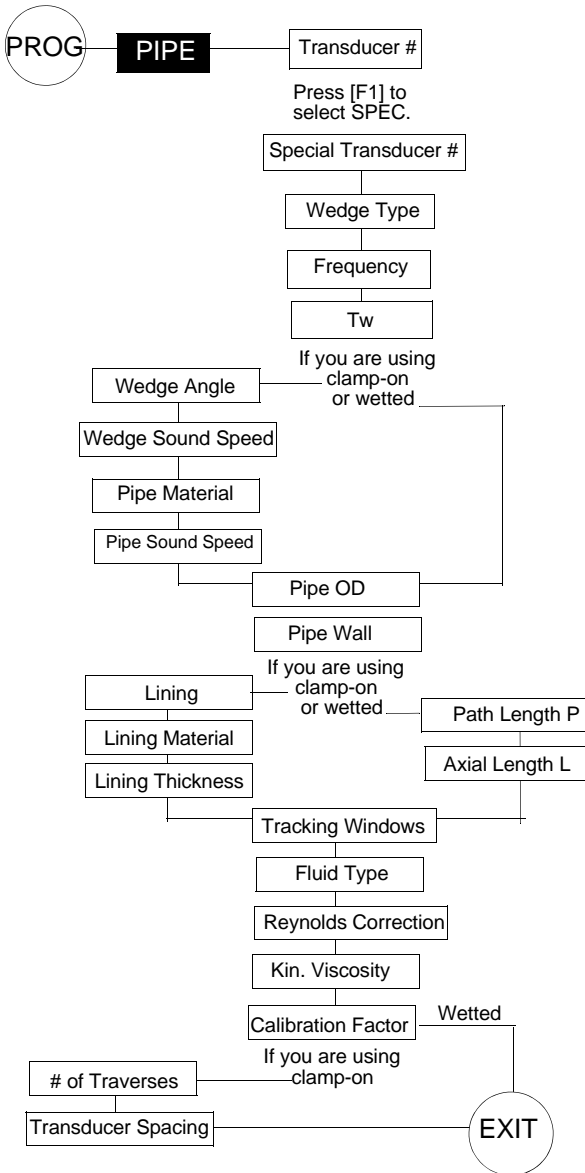 PROG
PIPE
Transducer #
Press [F1] to
select SPEC.
Special Transducer #
Wedge Type
Frequency
Tw
If you are using
clamp-on
or wetted
Wedge Angle
Wedge Sound Speed
Pipe Material
Pipe Sound Speed
Pipe OD
Pipe Wall
If you are using
clamp-on
or wetted
Lining
Path Length P
Lining Material
Axial Length L
Lining Thickness
Tracking Windows
Fluid Type
Reynolds Correction
Kin. Viscosity
Calibration Factor
Wetted
If you are using
clamp-on
# of Traverses
Transducer Spacing
EXIT